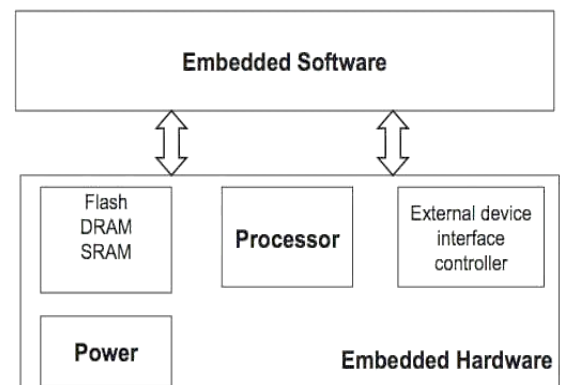 Embedded Software
Flash
DRAM
SRAM
Processor
External device
interface
controller
Power
Embedded Hardware